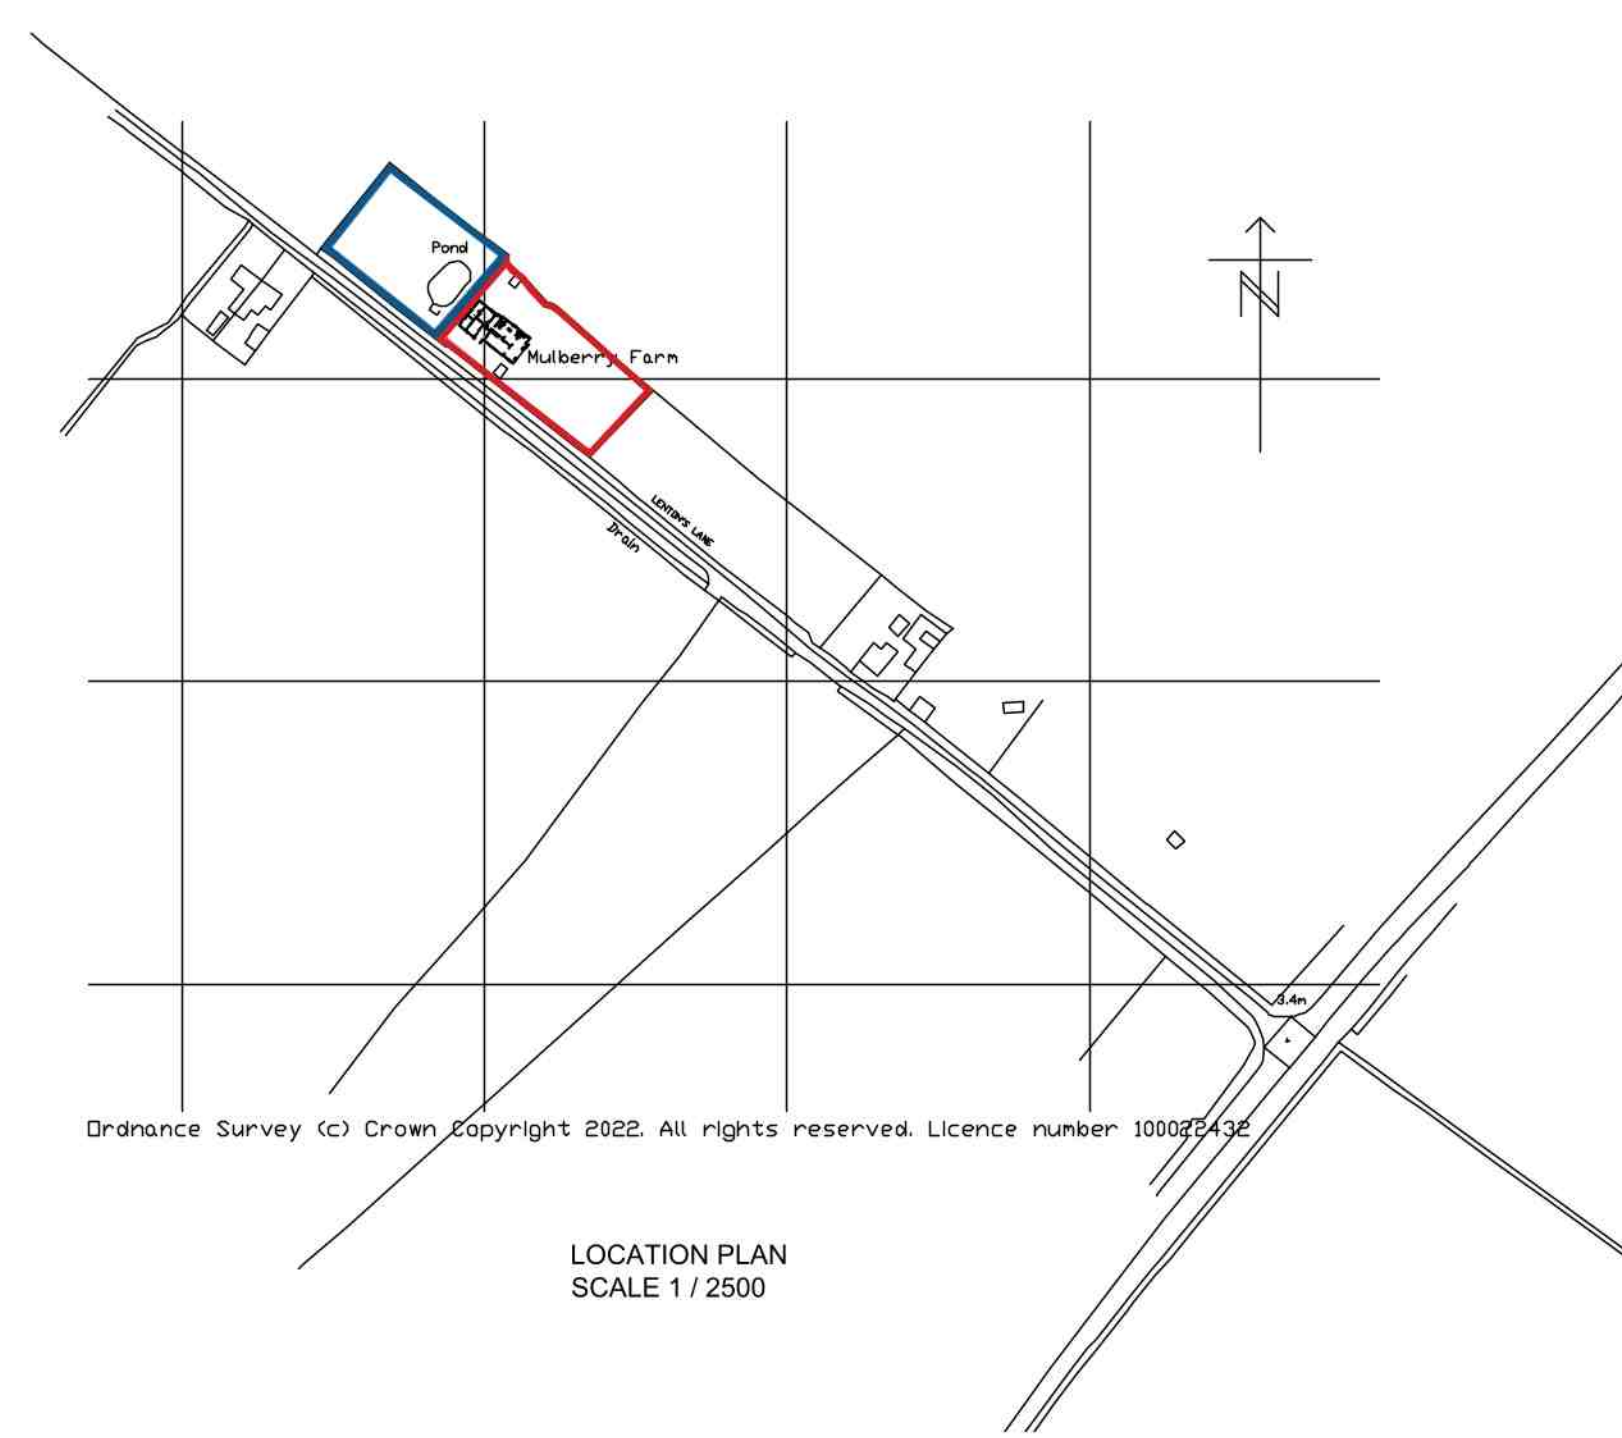 Pond
N
Mulberry Farm
LENTON'S LANE
Drain
3.4m
Ordnance Survey (c) Crown Copyright 2022. All rights reserved. Licence number 100022432
LOCATION PLAN
SCALE 1 / 2500